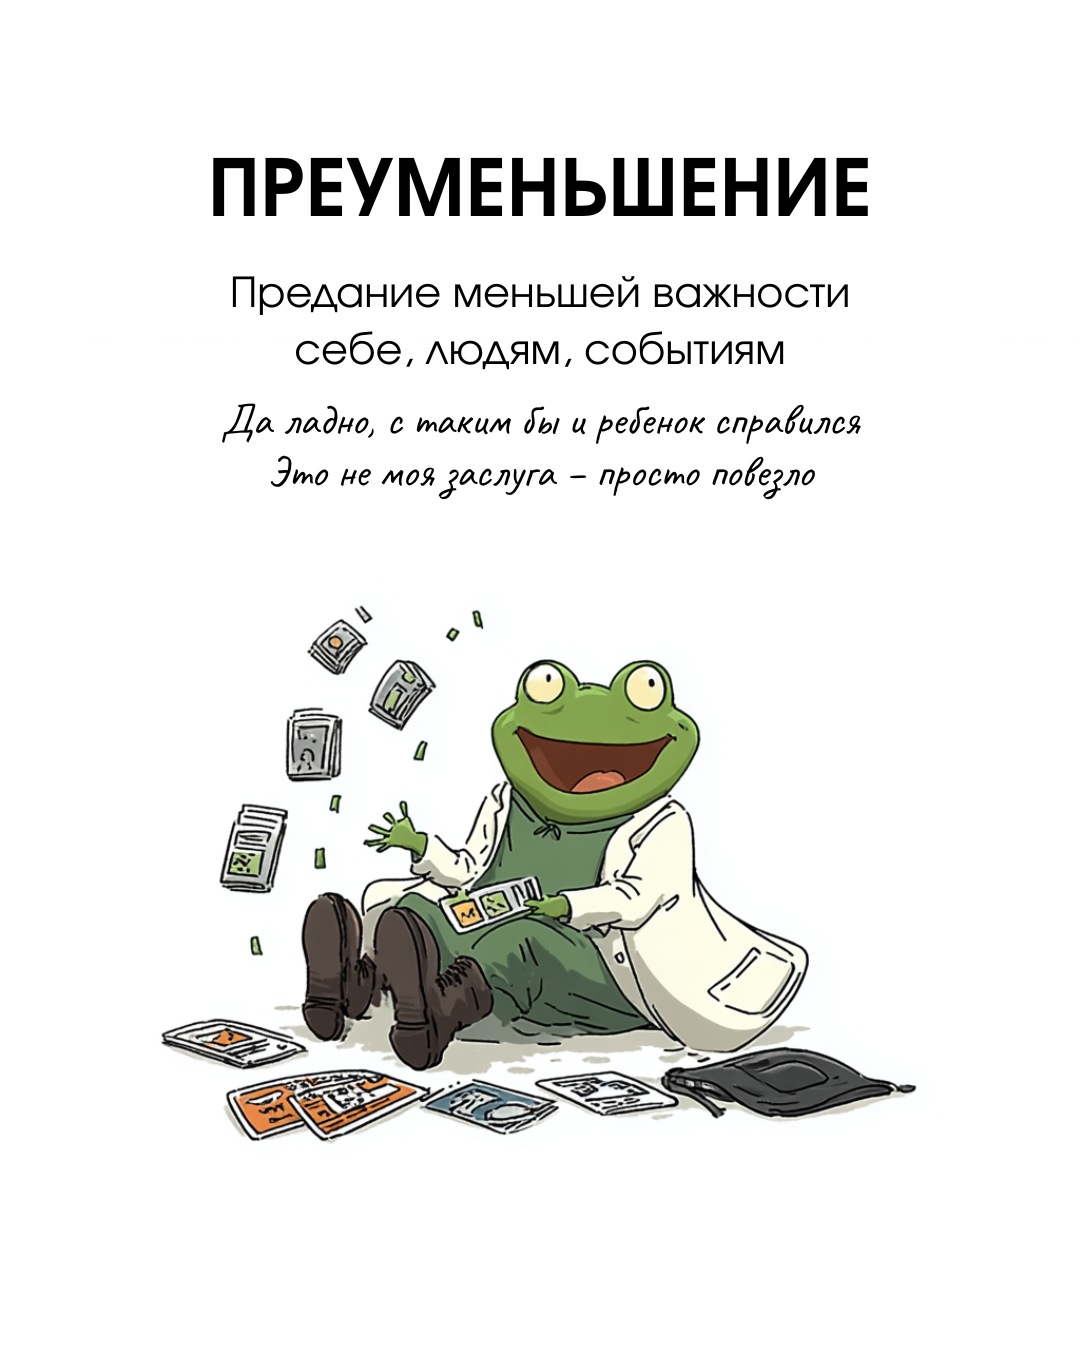 ПРЕУМЕНЬШЕНИЕ
Предание меньшей важности
себе, людям, событиям
Да ладно, с таким бы и ребенок справился
Это не моя заслуга – просто повезло